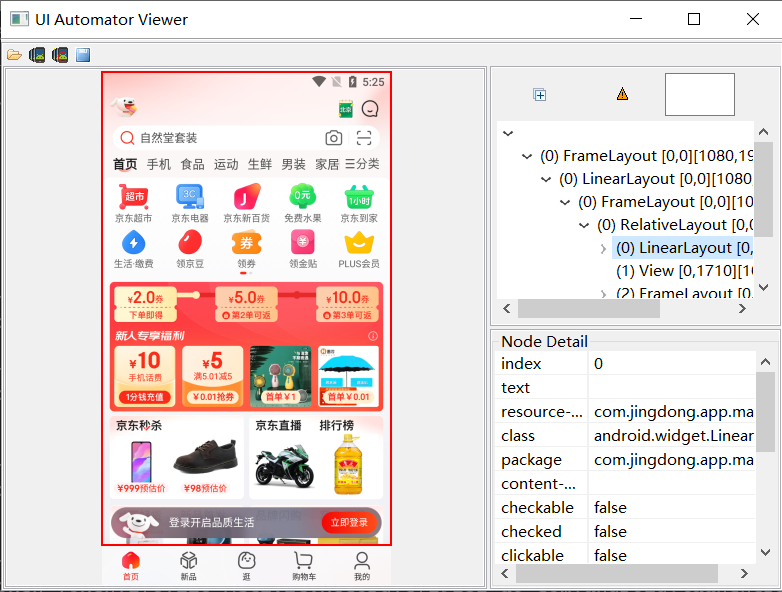 UI Automator Viewer
5:25
北京
自然堂套装
首页 手机 食品 运动 生鲜 男装 家居 三分类
超市 3C J 0元 1小时
京东超市 京东电器 京东新百货 免费水果 京东到家
券
生活·缴费 领京豆 领券 领金贴 PLUS会员
¥2.0券 ¥5.0券 ¥10.0券
下单即得 第2单可返 第3单可返
新人专享福利
¥10 ¥5
手机话费 满5.01减5
1分钱充值 ¥0.01抢券 首单¥1 首单¥0.01
京东秒杀 京东直播 排行榜
¥999预估价 ¥98预估价
登录开启品质生活 立即登录
首页 新品 逛 购物车 我的
(0) FrameLayout [0,0][1080,19
(0) LinearLayout [0,0][1080
(0) FrameLayout [0,0][10
(0) RelativeLayout [0,0
(0) LinearLayout [0,
(1) View [0,1710][10
(2) FrameLayout [0,
Node Detail
index 0
text
resource-... com.jingdong.app.ma
class android.widget.Linear
package com.jingdong.app.ma
content-...
checkable false
checked false
clickable false